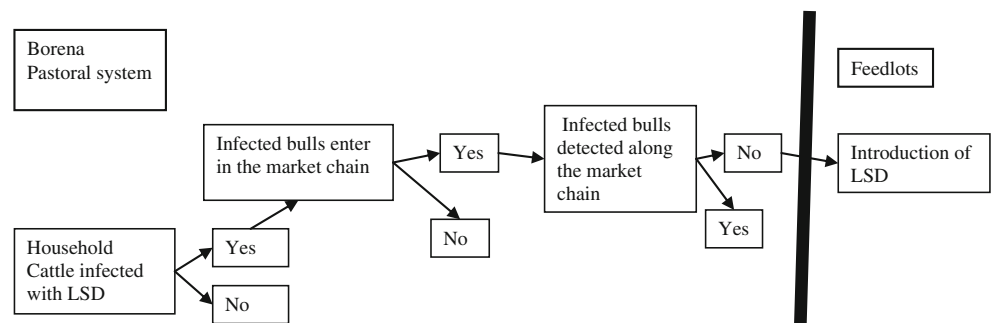 Borena
Pastoral system
Feedlots
Infected bulls enter
in the market chain
Yes
No
Infected bulls
detected along
the market
chain
No
Yes
Introduction of
LSD
Household
Cattle infected
with LSD
Yes
No